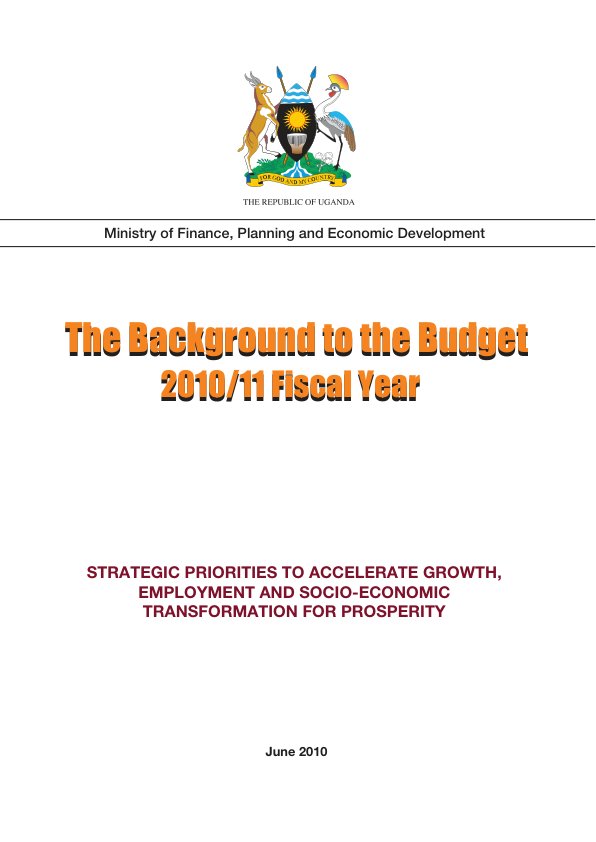 FOR GOD AND MY COUNTRY
THE REPUBLIC OF UGANDA
Ministry of Finance, Planning and Economic Development
The Background to the Budget
2010/11 Fiscal Year
STRATEGIC PRIORITIES TO ACCELERATE GROWTH,
EMPLOYMENT AND SOCIO-ECONOMIC
TRANSFORMATION FOR PROSPERITY
June 2010